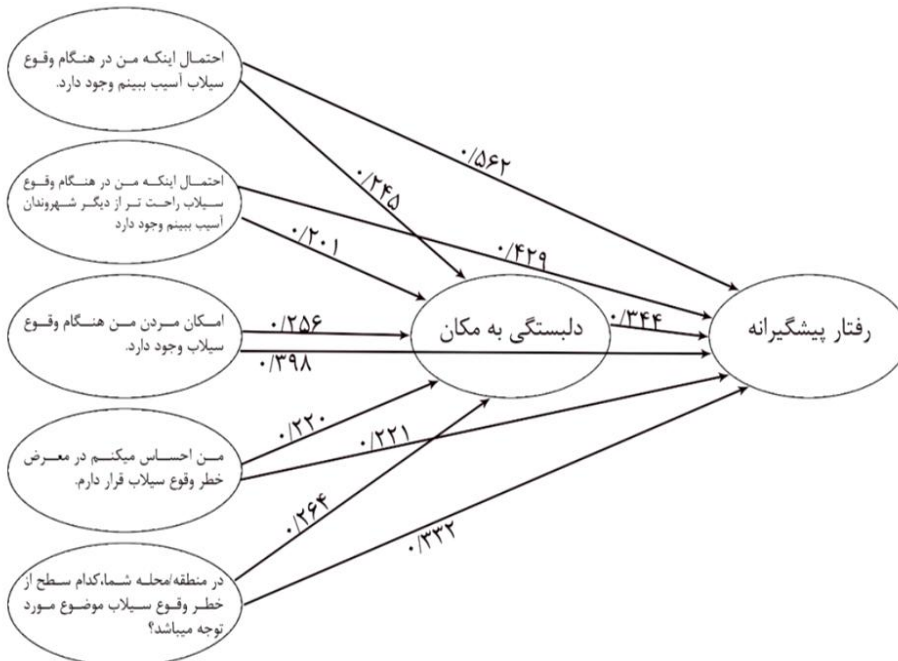 احتمال اینکه من در هنگام وقوع
سیلاب آسیب ببینم وجود دارد.
۰/۵۶۲
۰/۲۴۵
احتمال اینکه من در هنگام وقوع
سیلاب راحت تر از دیگر شهروندان
آسیب ببینم وجود دارد
۰/۴۲۹
۰/۲۰۱
امکان مردن من هنگام وقوع
سیلاب وجود دارد.
۰/۲۵۶
۰/۳۹۸
دلبستگی به مکان
۰/۳۴۴
رفتار پیشگیرانه
من احساس میکنم در معرض
خطر وقوع سیلاب قرار دارم.
۰/۲۲۰
۰/۲۲۱
در منطقه/محله شما،کدام سطح از
خطر وقوع سیلاب موضوع مورد
توجه میباشد؟
۰/۲۶۴
۰/۳۳۲